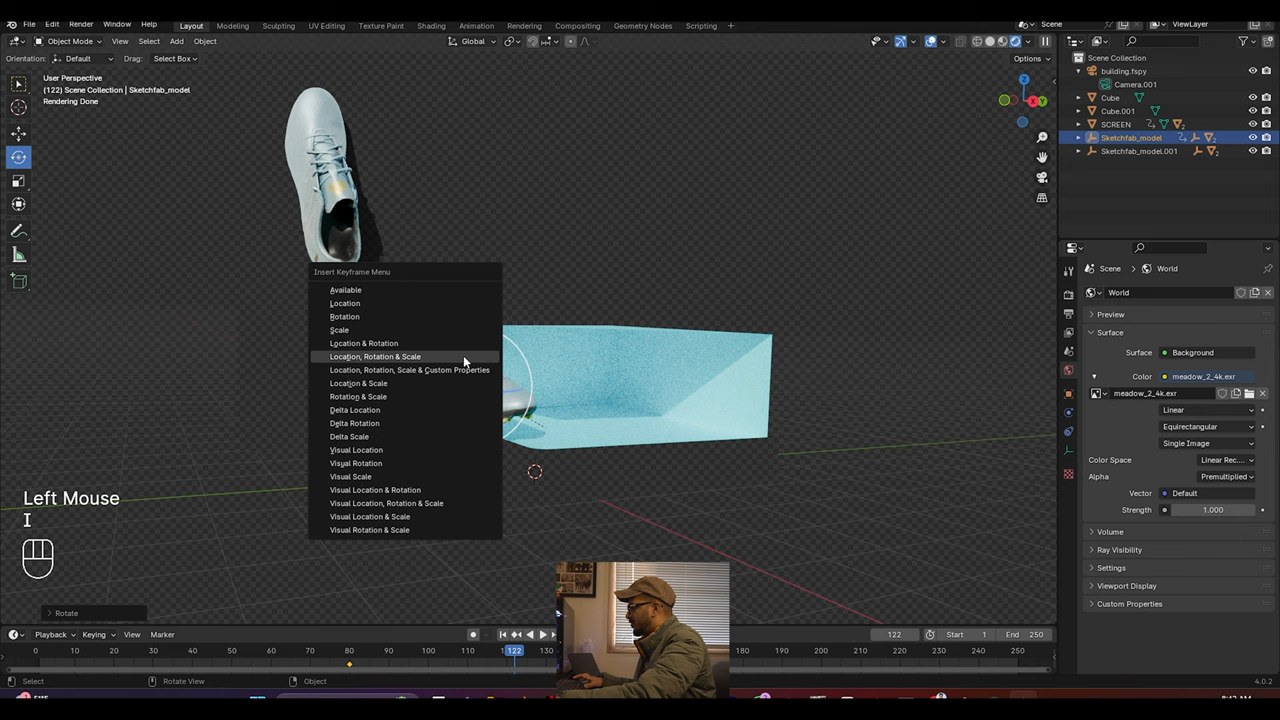 File Edit Render Window Help Layout Modeling Sculpting UV Editing Texture Paint Shading Animation Rendering Compositing Geometry Nodes Scripting + Scene ViewLayer
Object Mode View Select Add Object Global
Orientation: Default Drag: Select Box Options
User Perspective
(122) Scene Collection | Sketchfab_model
Rendering Done
Z
X Y
Scene Collection
building.fspy
Camera.001
Cube
Cube.001
SCREEN
Sketchfab_model
Sketchfab_model.001
Insert Keyframe Menu
Available
Location
Rotation
Scale
Location & Rotation
Location, Rotation & Scale
Location, Rotation, Scale & Custom Properties
Location & Scale
Rotation & Scale
Delta Location
Delta Rotation
Delta Scale
Visual Location
Visual Rotation
Visual Scale
Visual Location & Rotation
Visual Location, Rotation & Scale
Visual Location & Scale
Visual Rotation & Scale
Scene World
World
Preview
Surface
Surface Background
Color meadow_2_4k.exr
meadow_2_4k.exr
Linear
Equirectangular
Single Image
Color Space Linear Rec....
Alpha Premultiplied
Vector Default
Strength 1.000
Volume
Ray Visibility
Settings
Viewport Display
Custom Properties
Left Mouse
I
Rotate
Playback Keying View Marker 122 Start 1 End 250
0 10 20 30 40 50 60 70 80 90 100 110 122 130 180 190 200 210 220 230 240 250
Select Rotate View Object 4.0.2